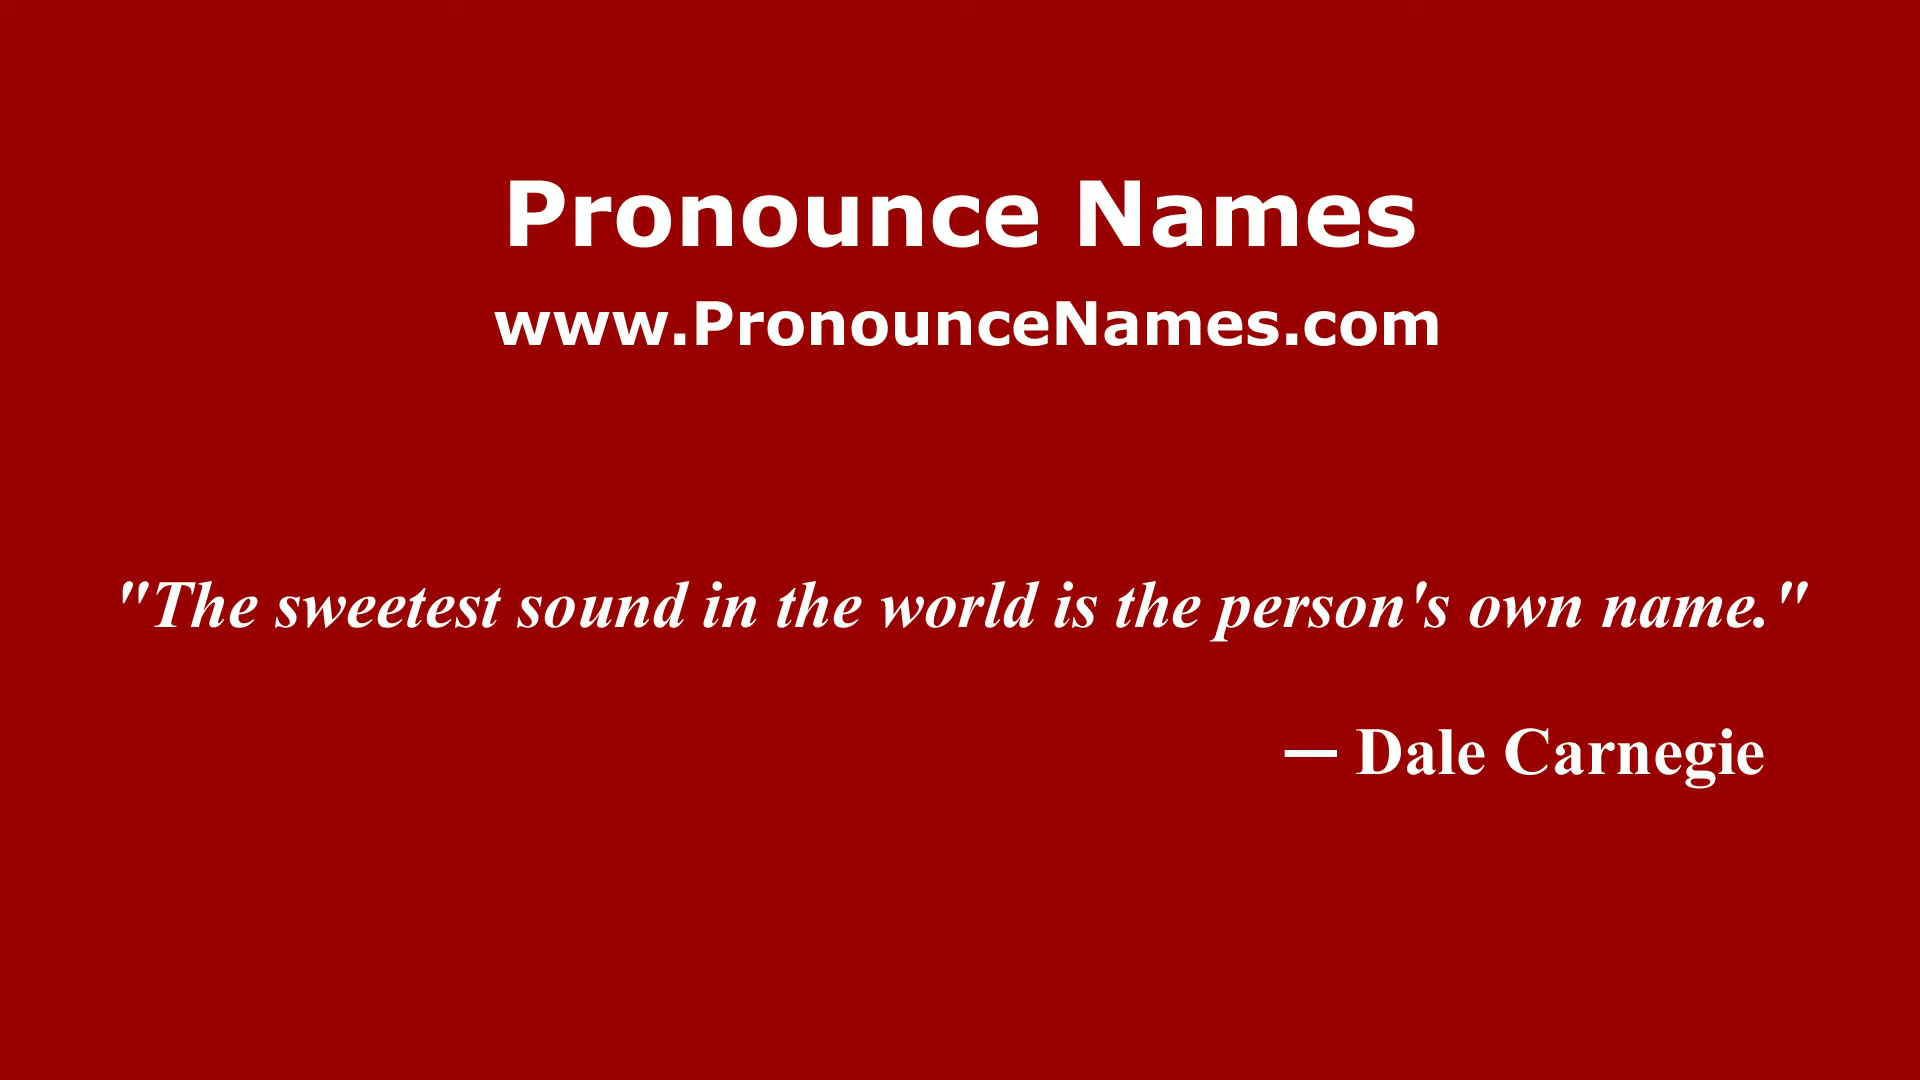 Pronounce Names
www.PronounceNames.com
"The sweetest sound in the world is the person's own name."
— Dale Carnegie